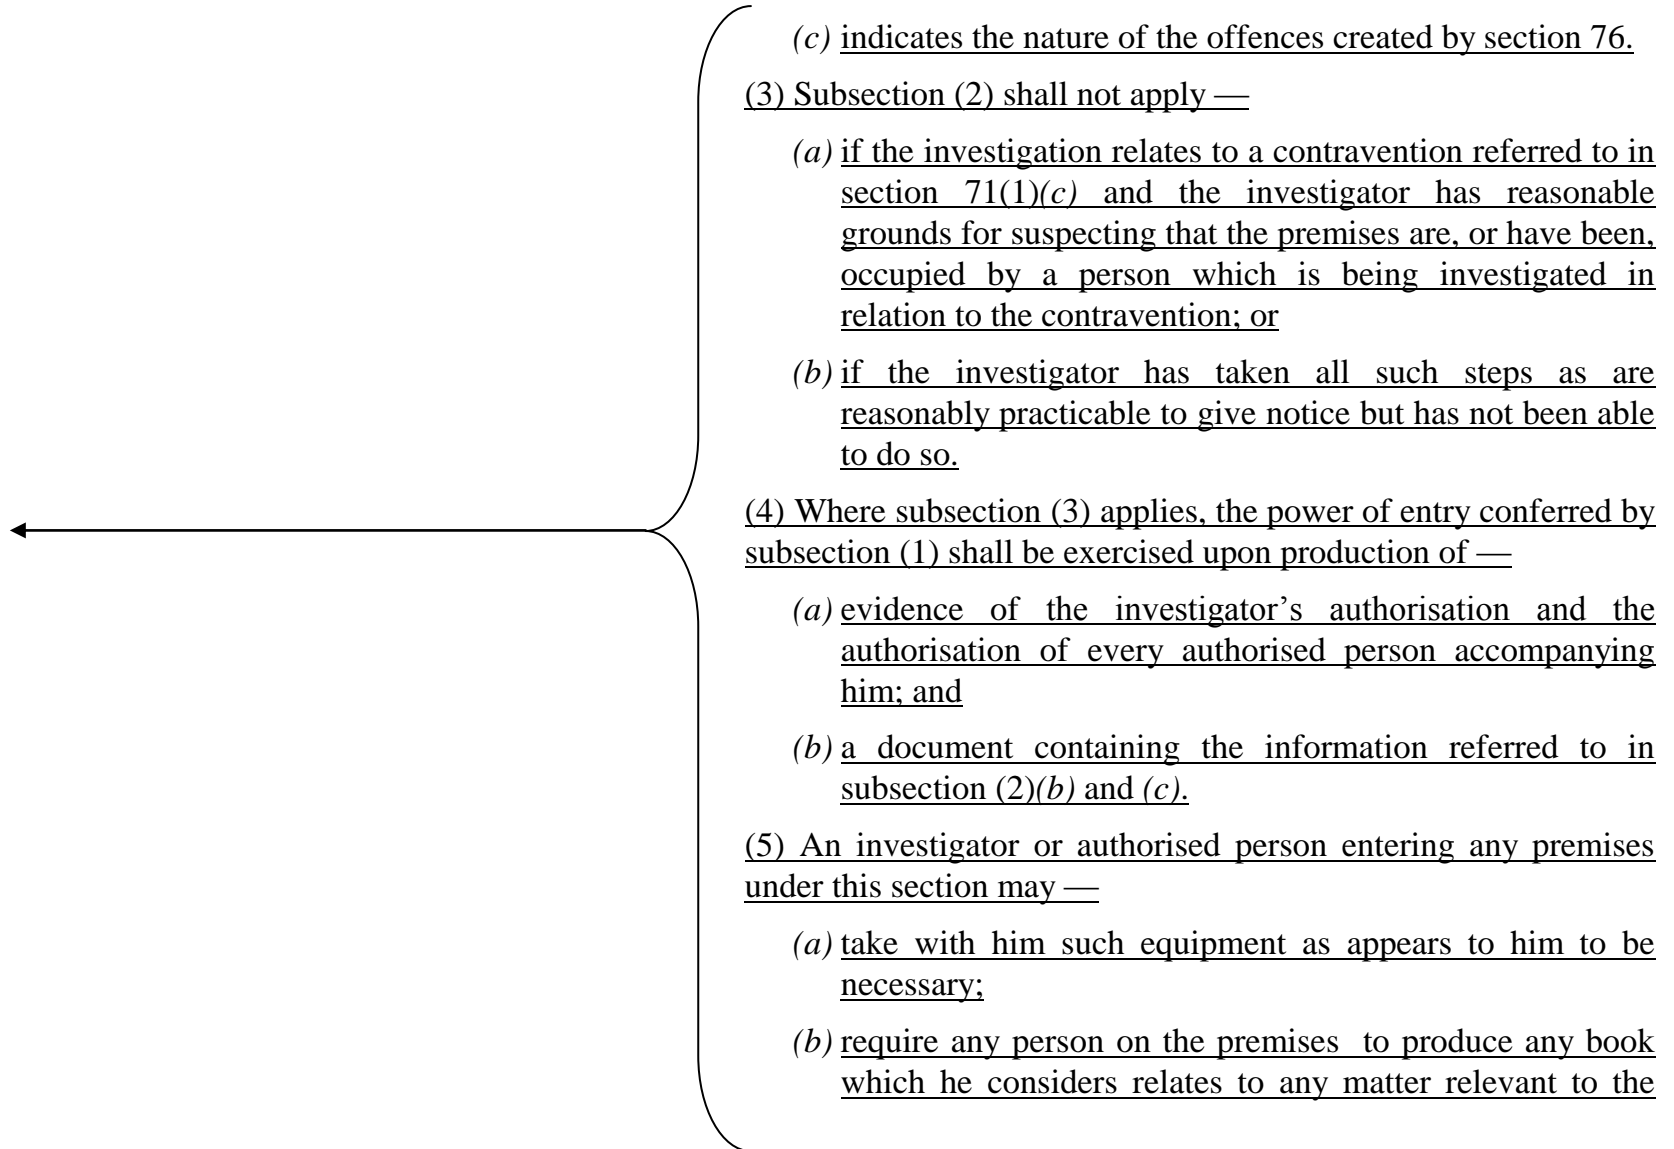 (c) indicates the nature of the offences created by section 76.
(3) Subsection (2) shall not apply —
(a) if the investigation relates to a contravention referred to in
section 71(1)(c) and the investigator has reasonable
grounds for suspecting that the premises are, or have been,
occupied by a person which is being investigated in
relation to the contravention; or
(b) if the investigator has taken all such steps as are
reasonably practicable to give notice but has not been able
to do so.
(4) Where subsection (3) applies, the power of entry conferred by
subsection (1) shall be exercised upon production of —
(a) evidence of the investigator’s authorisation and the
authorisation of every authorised person accompanying
him; and
(b) a document containing the information referred to in
subsection (2)(b) and (c).
(5) An investigator or authorised person entering any premises
under this section may —
(a) take with him such equipment as appears to him to be
necessary;
(b) require any person on the premises to produce any book
which he considers relates to any matter relevant to the